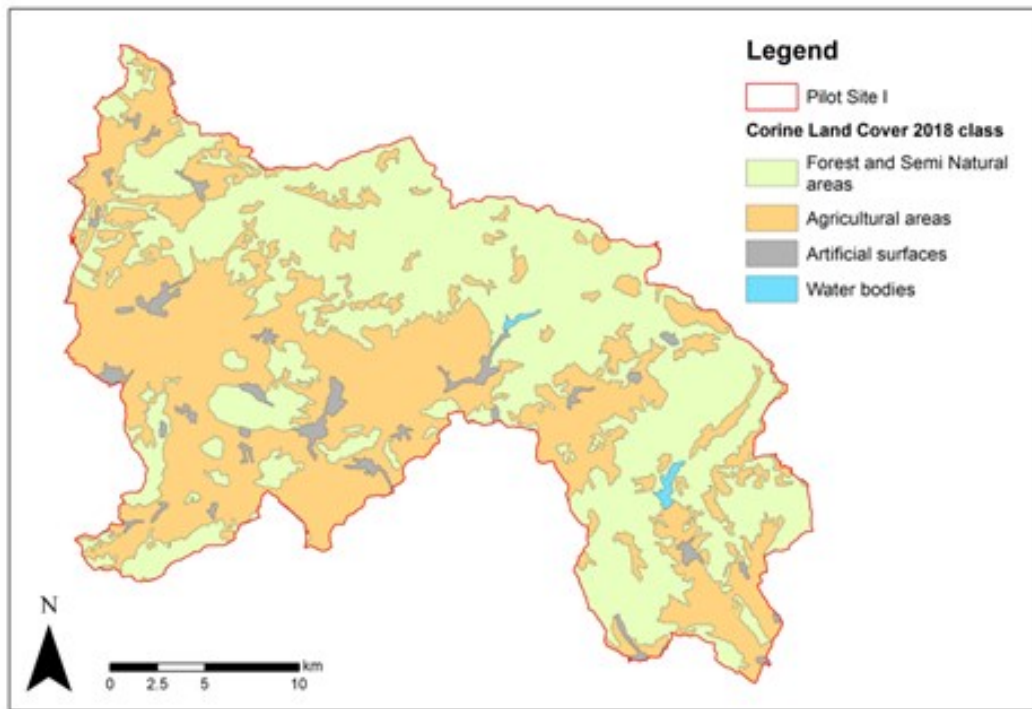 Legend
Pilot Site I
Corine Land Cover 2018 class
Forest and Semi Natural
areas
Agricultural areas
Artificial surfaces
Water bodies
N
km
0 2.5 5 10